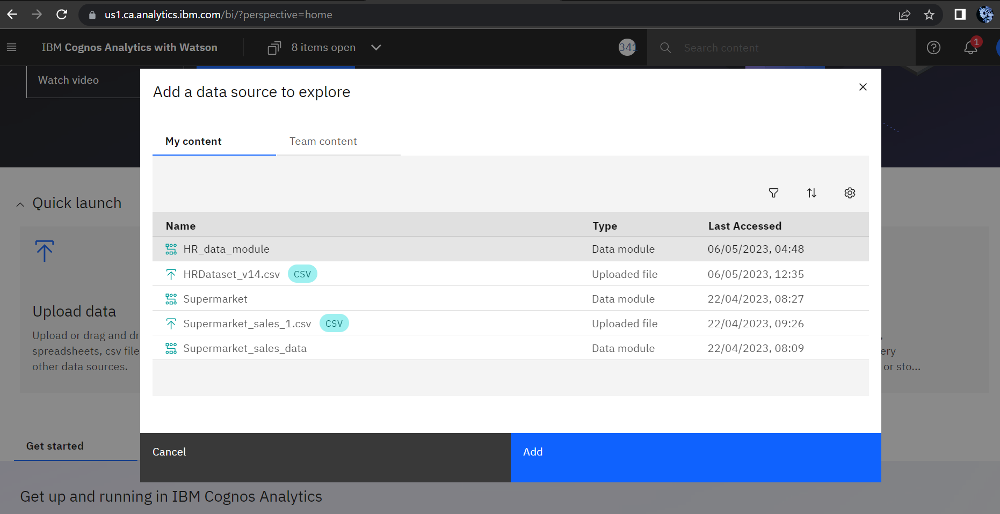 us1.ca.analytics.ibm.com/bi/?perspective=home
IBM Cognos Analytics with Watson
8 items open
341
Search content
1
Watch video
Add a data source to explore
My content
Team content
Quick launch
Name Type Last Accessed
HR_data_module Data module 06/05/2023, 04:48
HRDataset_v14.csv CSV Uploaded file 06/05/2023, 12:35
Supermarket Data module 22/04/2023, 08:27
Supermarket_sales_1.csv CSV Uploaded file 22/04/2023, 09:26
Supermarket_sales_data Data module 22/04/2023, 08:09
Upload data
Upload or drag and dr
spreadsheets, csv file
other data sources.
ery
or sto...
Cancel
Add
Get started
Get up and running in IBM Cognos Analytics